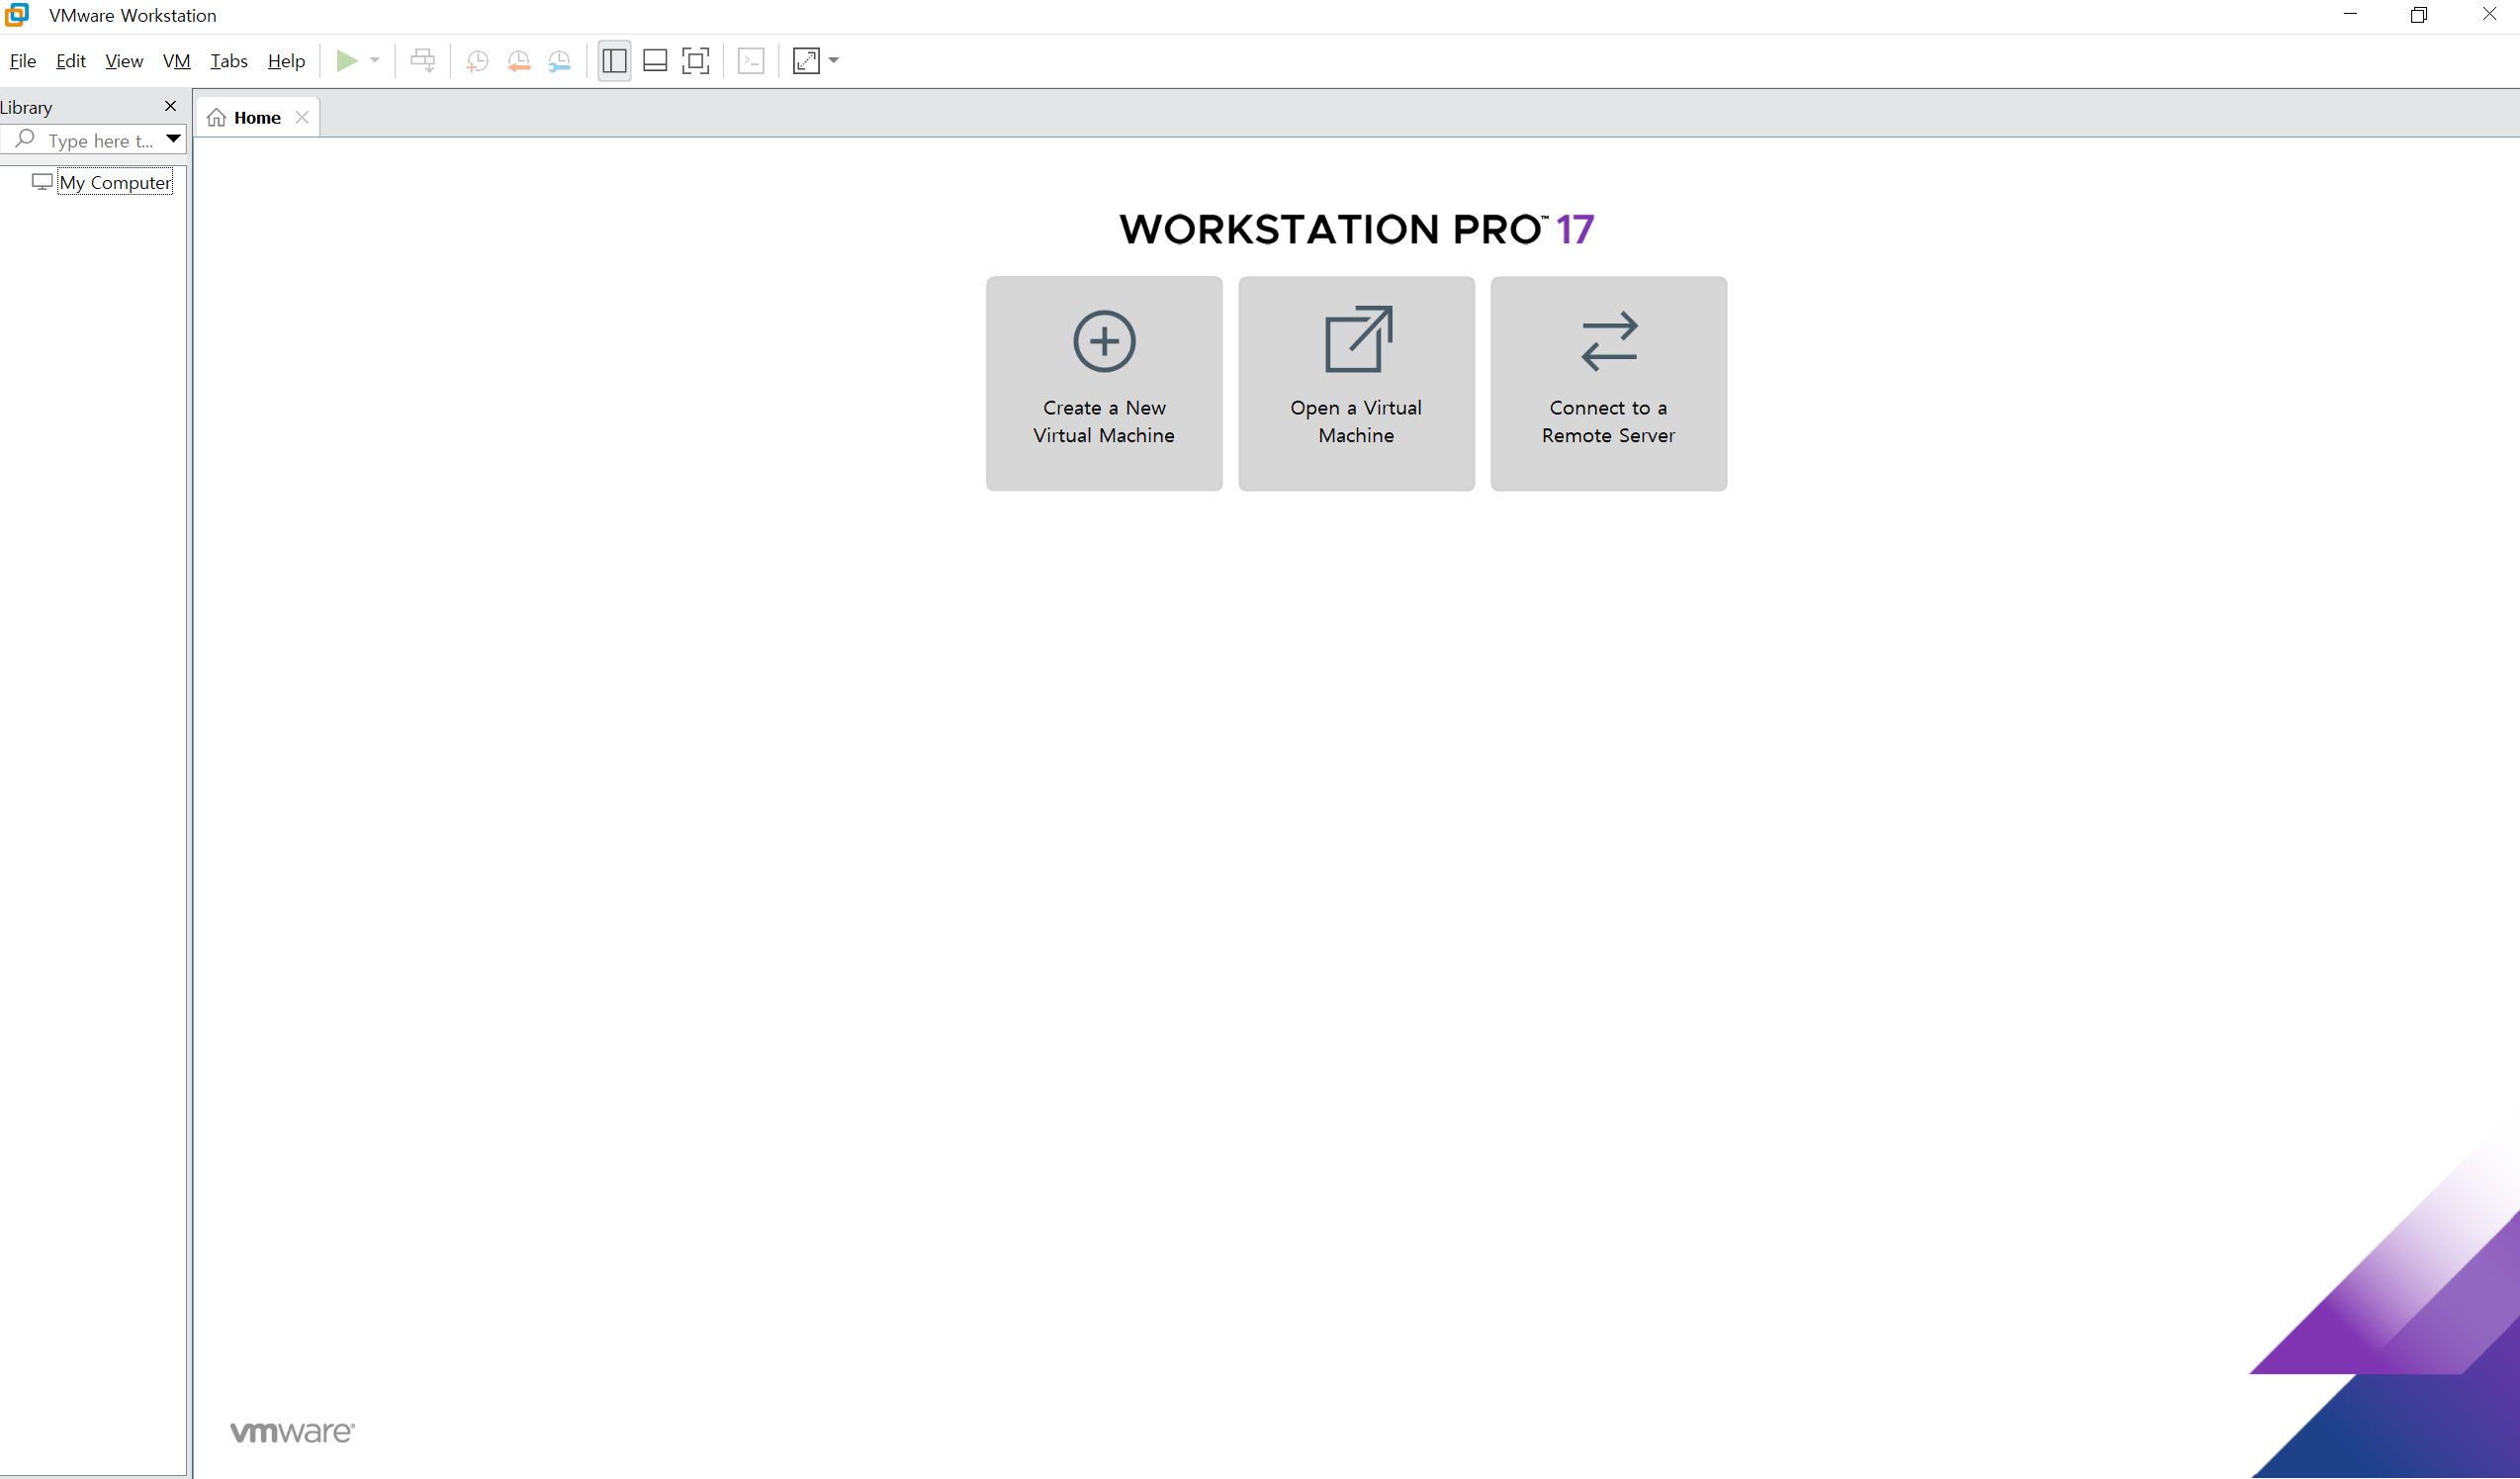 VMware Workstation
File Edit View VM Tabs Help
Library
Home
Type here t...
My Computer
WORKSTATION PRO™ 17
Create a New
Virtual Machine
Open a Virtual
Machine
Connect to a
Remote Server
vmware®